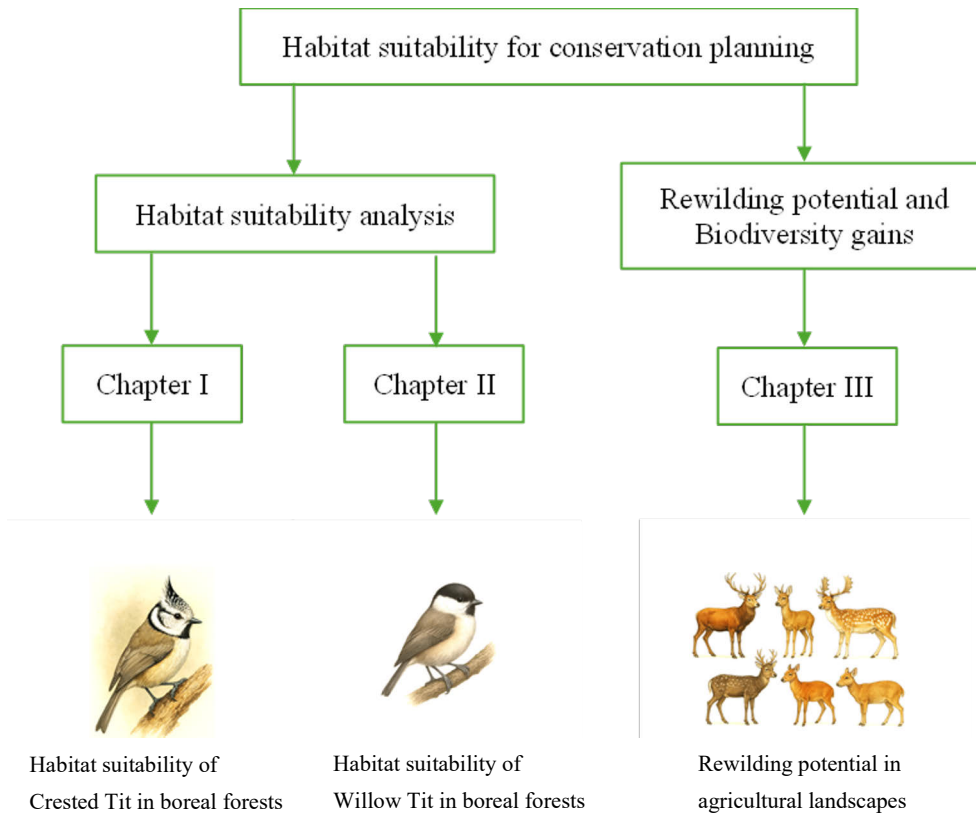 Habitat suitability for conservation planning
Habitat suitability analysis
Rewilding potential and
Biodiversity gains
Chapter I
Chapter II
Chapter III
Habitat suitability of
Crested Tit in boreal forests
Habitat suitability of
Willow Tit in boreal forests
Rewilding potential in
agricultural landscapes